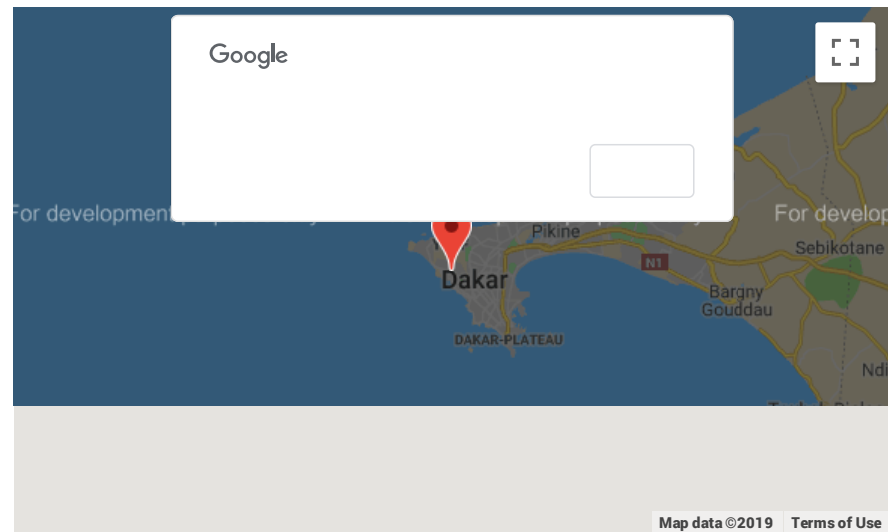 Google
For development
For develop
Pikine
Sebikotane
N1
Dakar
Bargny
Gouddau
DAKAR-PLATEAU
Ndi
Map data ©2019 Terms of Use